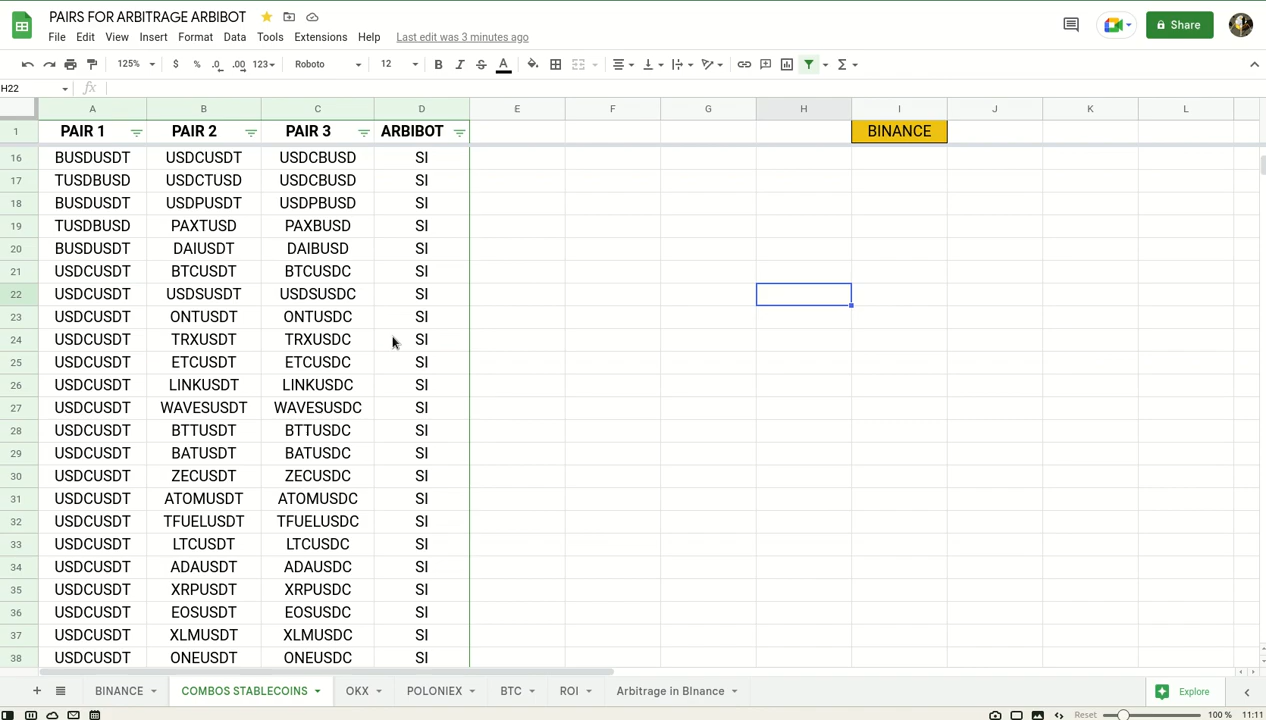 PAIRS FOR ARBITRAGE ARBIBOT
File Edit View Insert Format Data Tools Extensions Help Last edit was 3 minutes ago
Share
125% $ % .0 .00 123 Roboto 12 B I S A
H22 fx
A B C D E F G H I J K L
1 PAIR 1 PAIR 2 PAIR 3 ARBIBOT BINANCE
16 BUSDUSDT USDCUSDT USDCBUSD SI
17 TUSDBUSD USDCTUSD USDCBUSD SI
18 BUSDUSDT USDPUSDT USDPBUSD SI
19 TUSDBUSD PAXTUSD PAXBUSD SI
20 BUSDUSDT DAIUSDT DAIBUSD SI
21 USDCUSDT BTCUSDT BTCUSDC SI
22 USDCUSDT USDSUSDT USDSUSDC SI
23 USDCUSDT ONTUSDT ONTUSDC SI
24 USDCUSDT TRXUSDT TRXUSDC SI
25 USDCUSDT ETCUSDT ETCUSDC SI
26 USDCUSDT LINKUSDT LINKUSDC SI
27 USDCUSDT WAVESUSDT WAVESUSDC SI
28 USDCUSDT BTTUSDT BTTUSDC SI
29 USDCUSDT BATUSDT BATUSDC SI
30 USDCUSDT ZECUSDT ZECUSDC SI
31 USDCUSDT ATOMUSDT ATOMUSDC SI
32 USDCUSDT TFUELUSDT TFUELUSDC SI
33 USDCUSDT LTCUSDT LTCUSDC SI
34 USDCUSDT ADAUSDT ADAUSDC SI
35 USDCUSDT XRPUSDT XRPUSDC SI
36 USDCUSDT EOSUSDT EOSUSDC SI
37 USDCUSDT XLMUSDT XLMUSDC SI
38 USDCUSDT ONEUSDT ONEUSDC SI
BINANCE COMBOS STABLECOINS OKX POLONIEX BTC ROI Arbitrage in BInance Explore
Reset 100 % 11:11